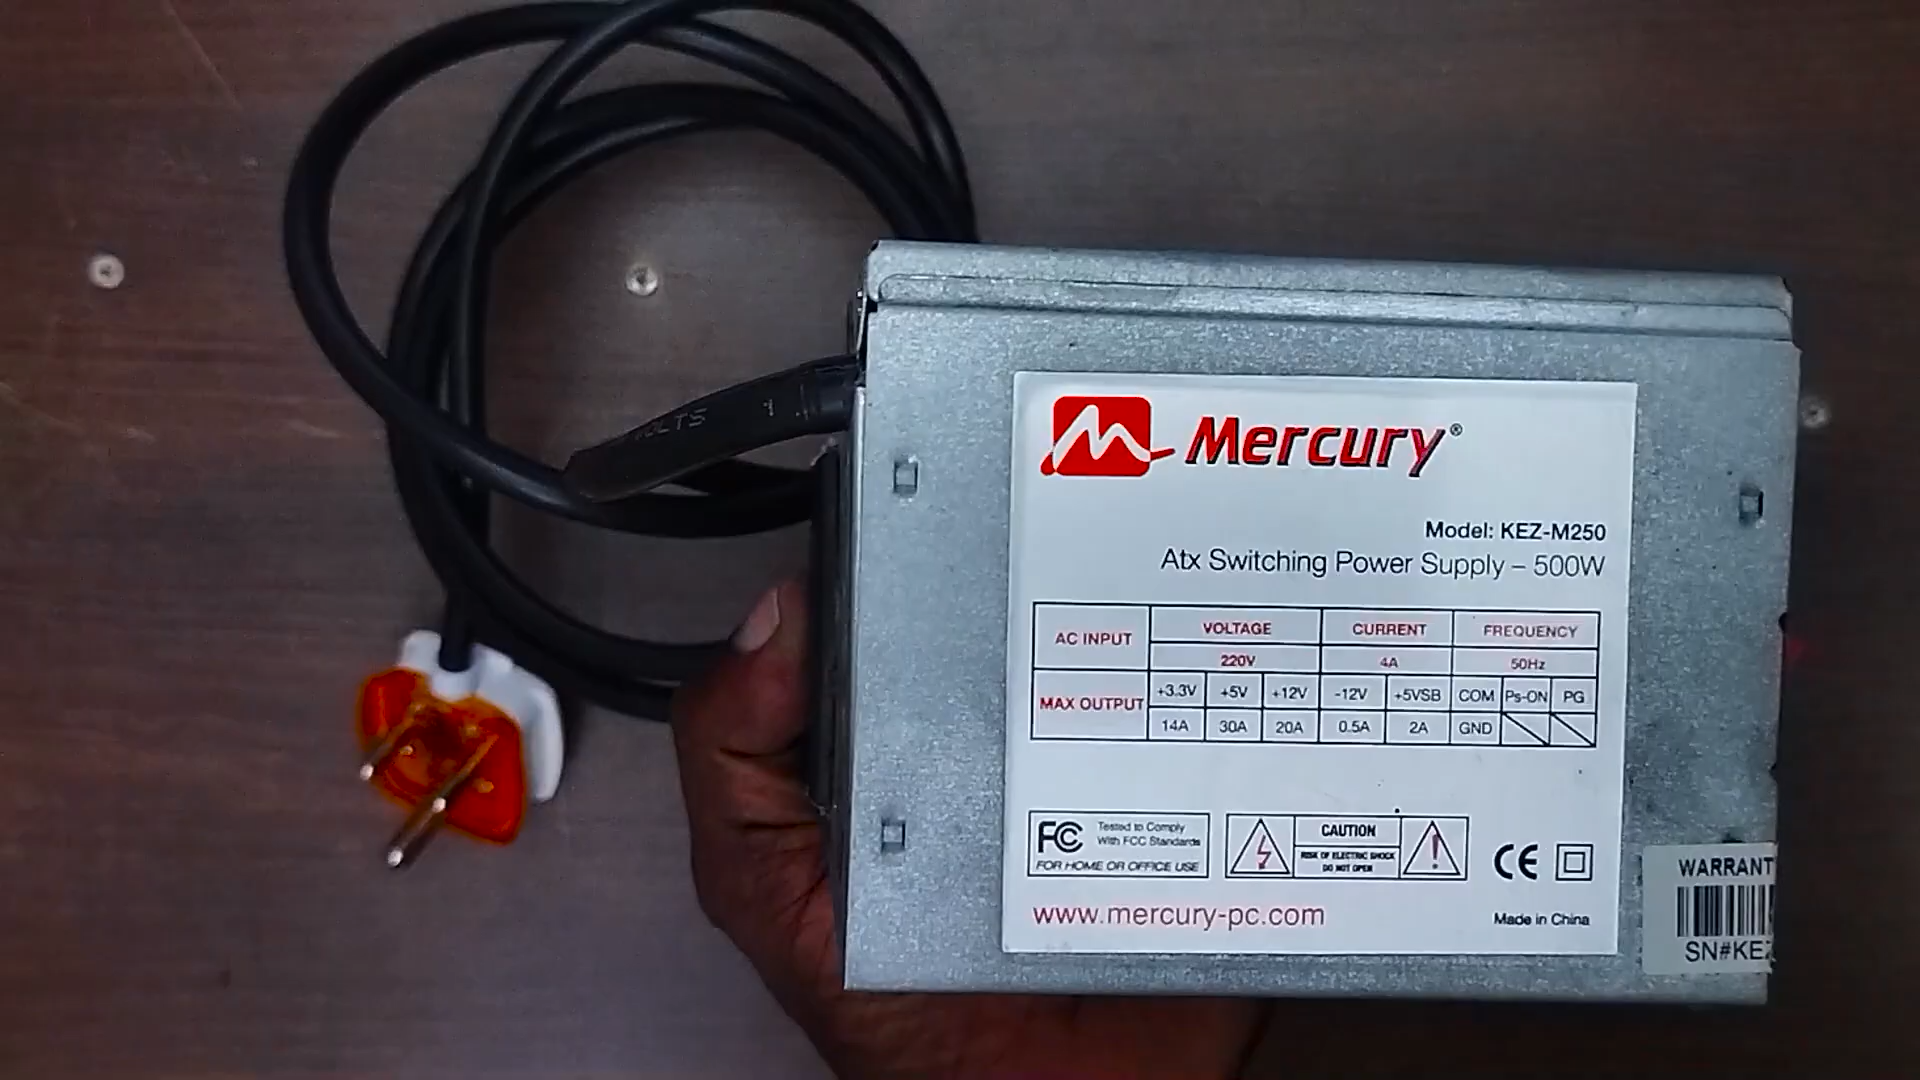 VOLTS
Mercury®
Model: KEZ-M250
Atx Switching Power Supply – 500W
AC INPUT VOLTAGE CURRENT FREQUENCY
220V 4A 50Hz
MAX OUTPUT +3.3V +5V +12V -12V +5VSB COM Ps-ON PG
14A 30A 20A 0.5A 2A GND
FC Tested to Comply
With FCC Standards
FOR HOME OR OFFICE USE
CAUTION
RISK OF ELECTRIC SHOCK
DO NOT OPEN
CE
www.mercury-pc.com
Made in China
WARRANT
SN#KEZ